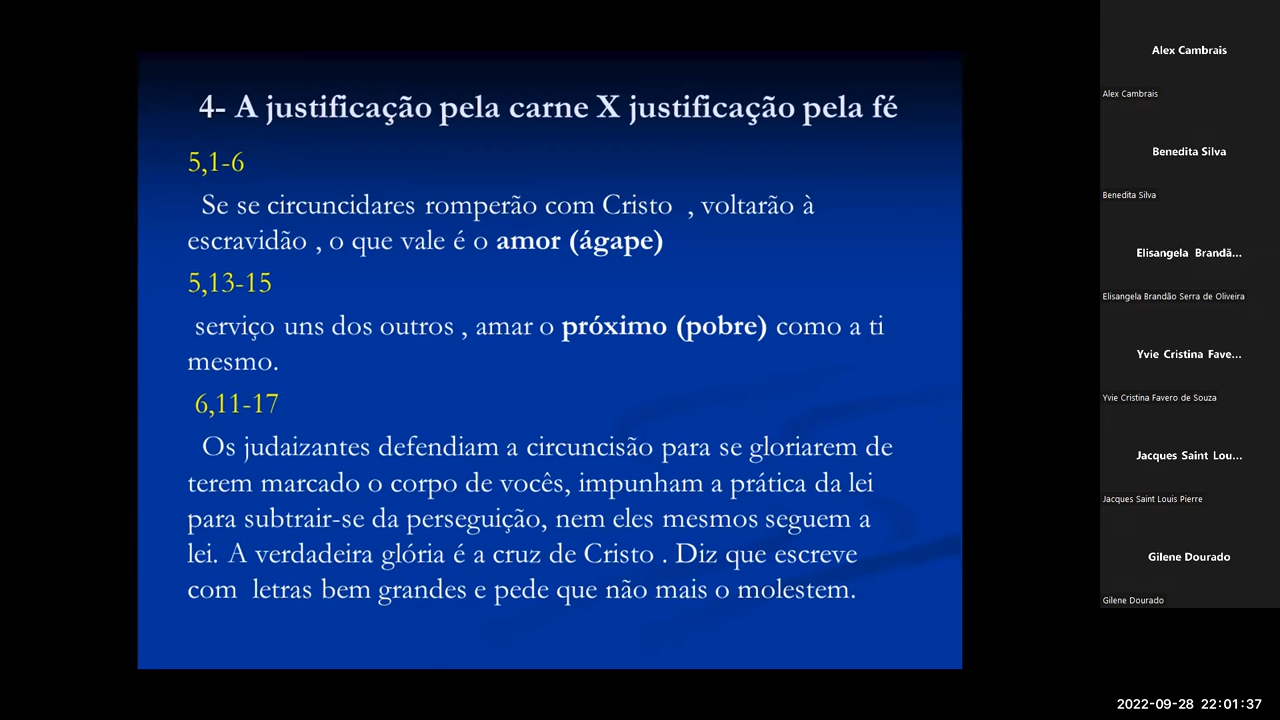 4- A justificação pela carne X justificação pela fé
5,1-6
Se se circuncidares romperão com Cristo , voltarão à
escravidão , o que vale é o amor (ágape)
5,13-15
serviço uns dos outros , amar o próximo (pobre) como a ti
mesmo.
6,11-17
Os judaizantes defendiam a circuncisão para se gloriarem de
terem marcado o corpo de vocês, impunham a prática da lei
para subtrair-se da perseguição, nem eles mesmos seguem a
lei. A verdadeira glória é a cruz de Cristo . Diz que escreve
com letras bem grandes e pede que não mais o molestem.
Alex Cambrais
Alex Cambrais
Benedita Silva
Benedita Silva
Elisangela Brandã...
Elisangela Brandão Serra de Oliveira
Yvie Cristina Fave...
Yvie Cristina Favero de Souza
Jacques Saint Lou...
Jacques Saint Louis Pierre
Gilene Dourado
Gilene Dourado
2022-09-28 22:01:37